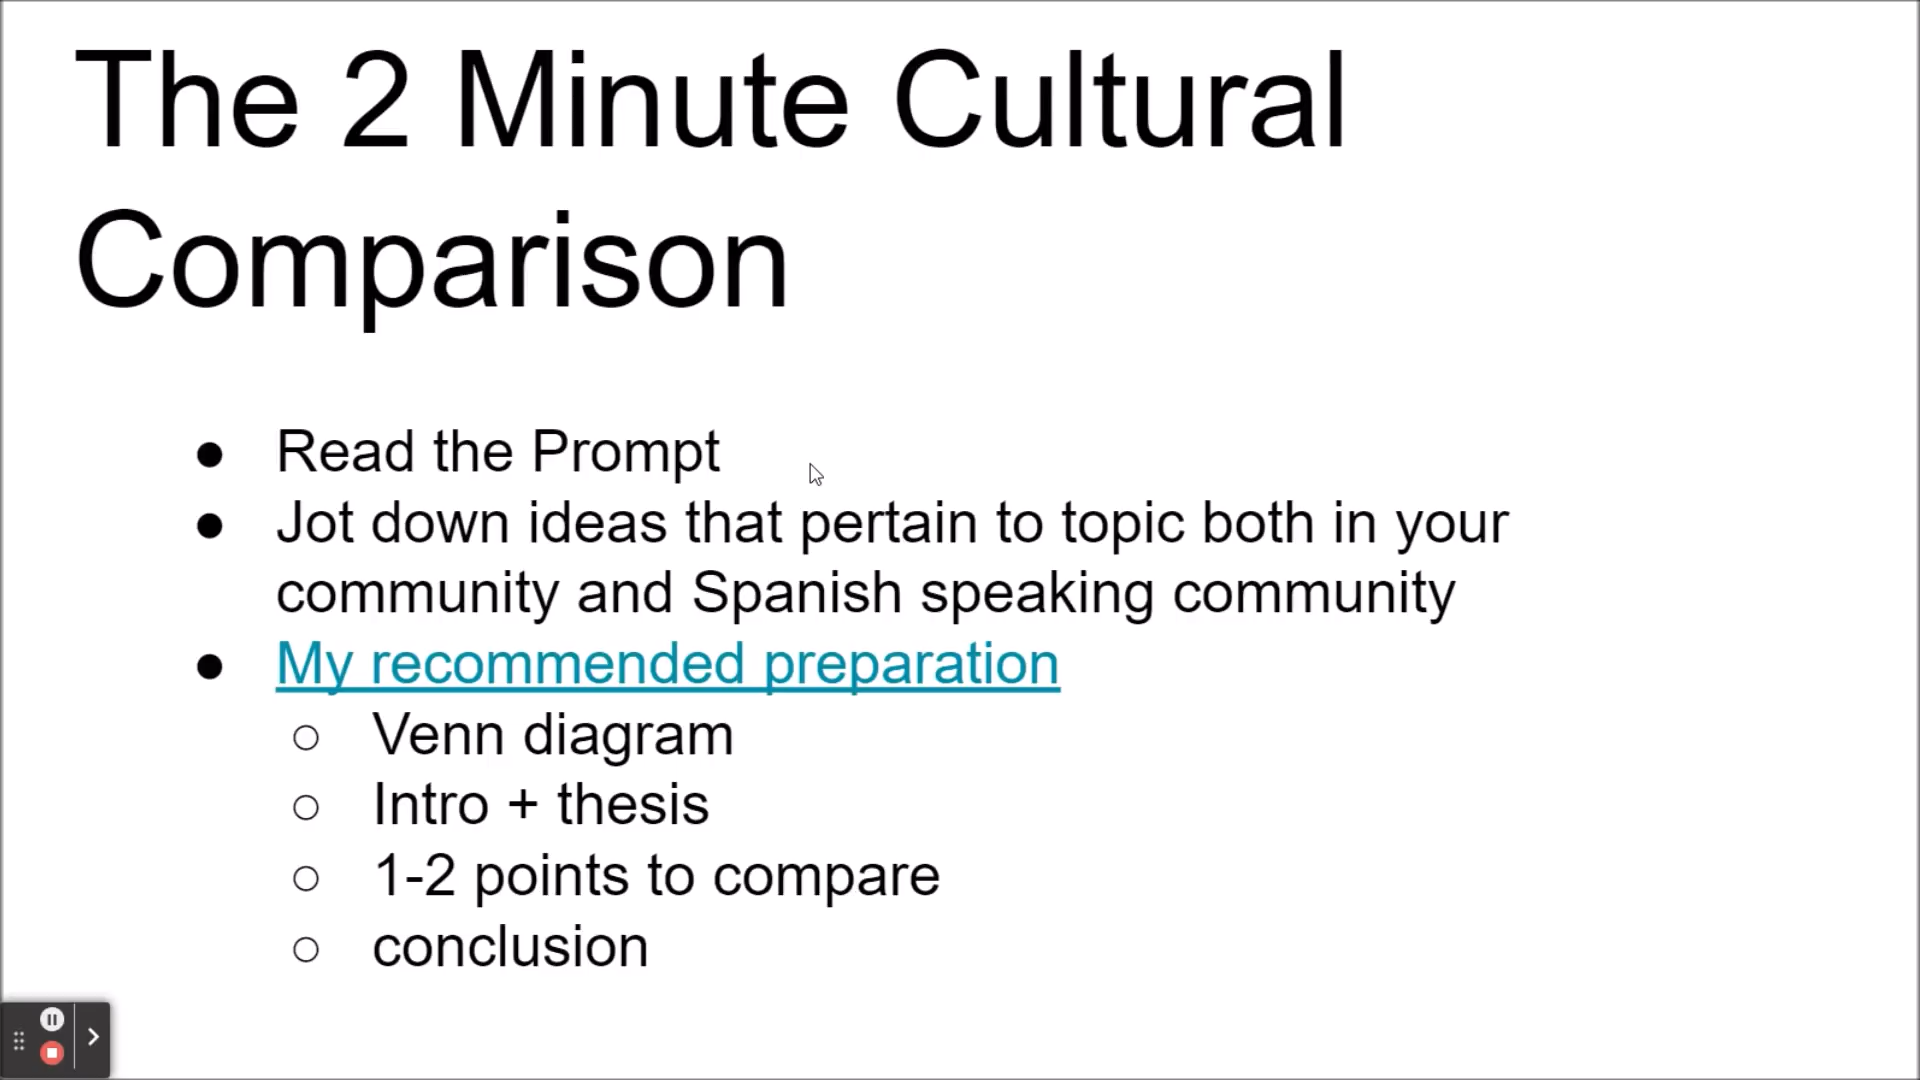 The 2 Minute Cultural
Comparison
● Read the Prompt
● Jot down ideas that pertain to topic both in your
community and Spanish speaking community
● My recommended preparation
○ Venn diagram
○ Intro + thesis
○ 1-2 points to compare
○ conclusion